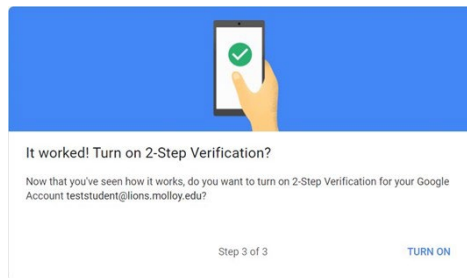 It worked! Turn on 2-Step Verification?
Now that you've seen how it works, do you want to turn on 2-Step Verification for your Google
Account teststudent@lions.molloy.edu?
Step 3 of 3
TURN ON